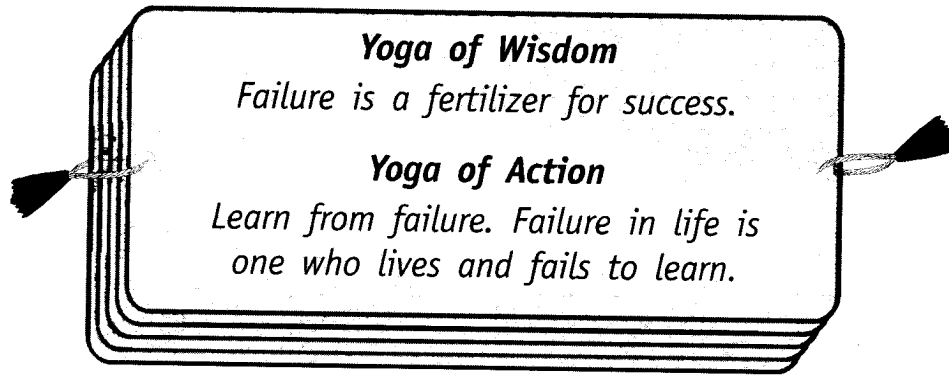 Yoga of Wisdom
Failure is a fertilizer for success.
Yoga of Action
Learn from failure. Failure in life is
one who lives and fails to learn.